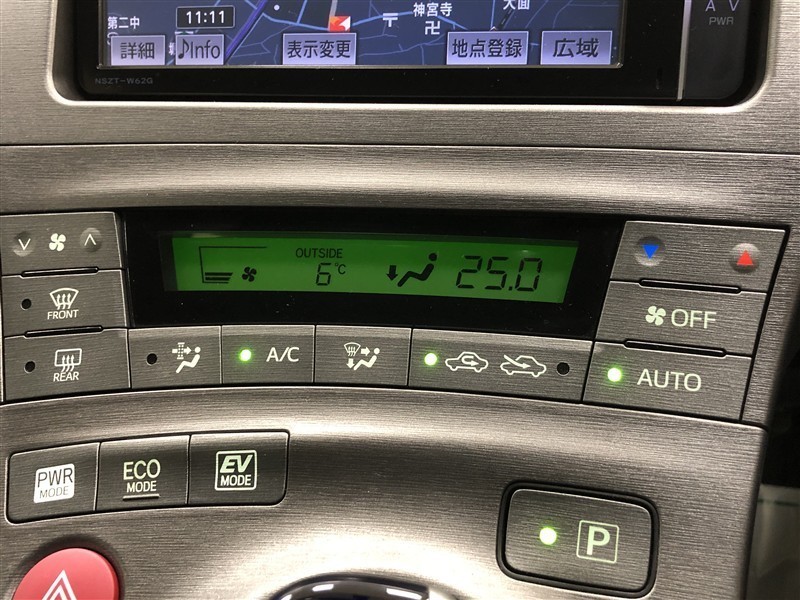 11:11
第二中
神宮寺
卍
〒
詳細
♪Info
表示変更
地点登録
広域
NSZT-W62G
∧ ∨
PWR
OUTSIDE
6°C
25.0
FRONT
OFF
REAR
A/C
AUTO
PWR
MODE
ECO
MODE
EV
MODE
P